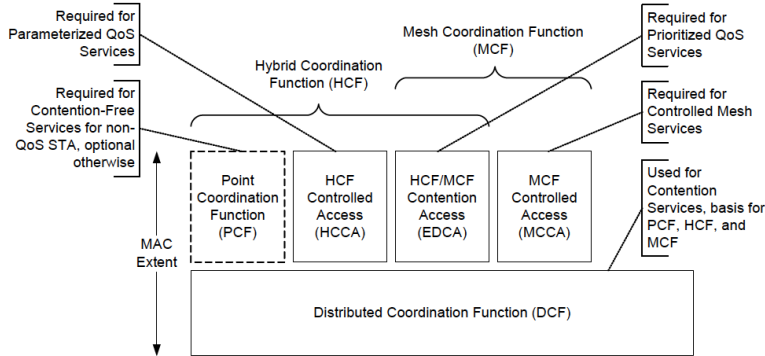 Required for
Parameterized QoS
Services
Mesh Coordination Function
(MCF)
Required for
Prioritized QoS
Services
Hybrid Coordination
Function (HCF)
Required for
Contention-Free
Services for non-
QoS STA, optional
otherwise
Required for
Controlled Mesh
Services
Point
Coordination
Function
(PCF)
HCF
Controlled
Access
(HCCA)
HCF/MCF
Contention
Access
(EDCA)
MCF
Controlled
Access
(MCCA)
Used for
Contention
Services, basis for
PCF, HCF, and
MCF
MAC
Extent
Distributed Coordination Function (DCF)